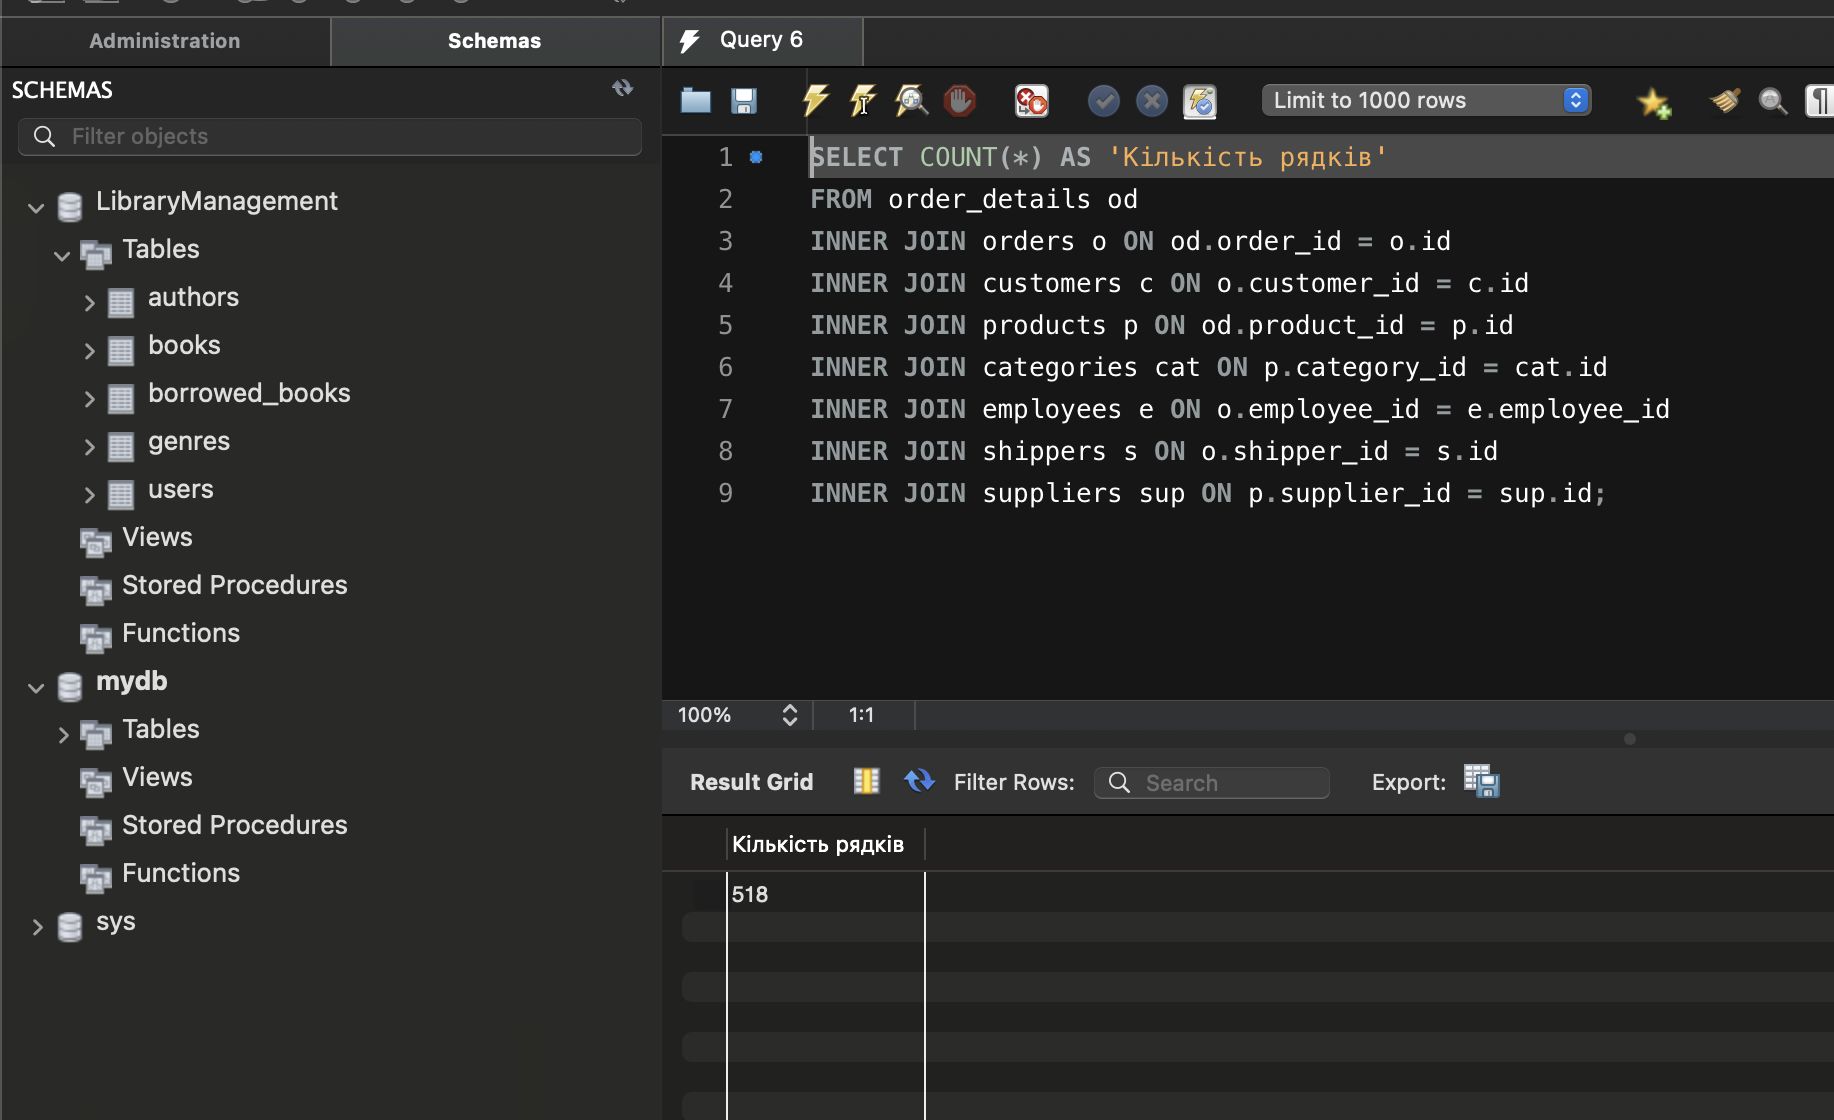 Administration
Schemas
Query 6
SCHEMAS
Filter objects
Limit to 1000 rows
LibraryManagement
Tables
authors
books
borrowed_books
genres
users
Views
Stored Procedures
Functions
mydb
Tables
Views
Stored Procedures
Functions
sys
1 SELECT COUNT(*) AS 'Кількість рядків'
2 FROM order_details od
3 INNER JOIN orders o ON od.order_id = o.id
4 INNER JOIN customers c ON o.customer_id = c.id
5 INNER JOIN products p ON od.product_id = p.id
6 INNER JOIN categories cat ON p.category_id = cat.id
7 INNER JOIN employees e ON o.employee_id = e.employee_id
8 INNER JOIN shippers s ON o.shipper_id = s.id
9 INNER JOIN suppliers sup ON p.supplier_id = sup.id;
100% 1:1
Result Grid Filter Rows: Search Export:
Кількість рядків
518